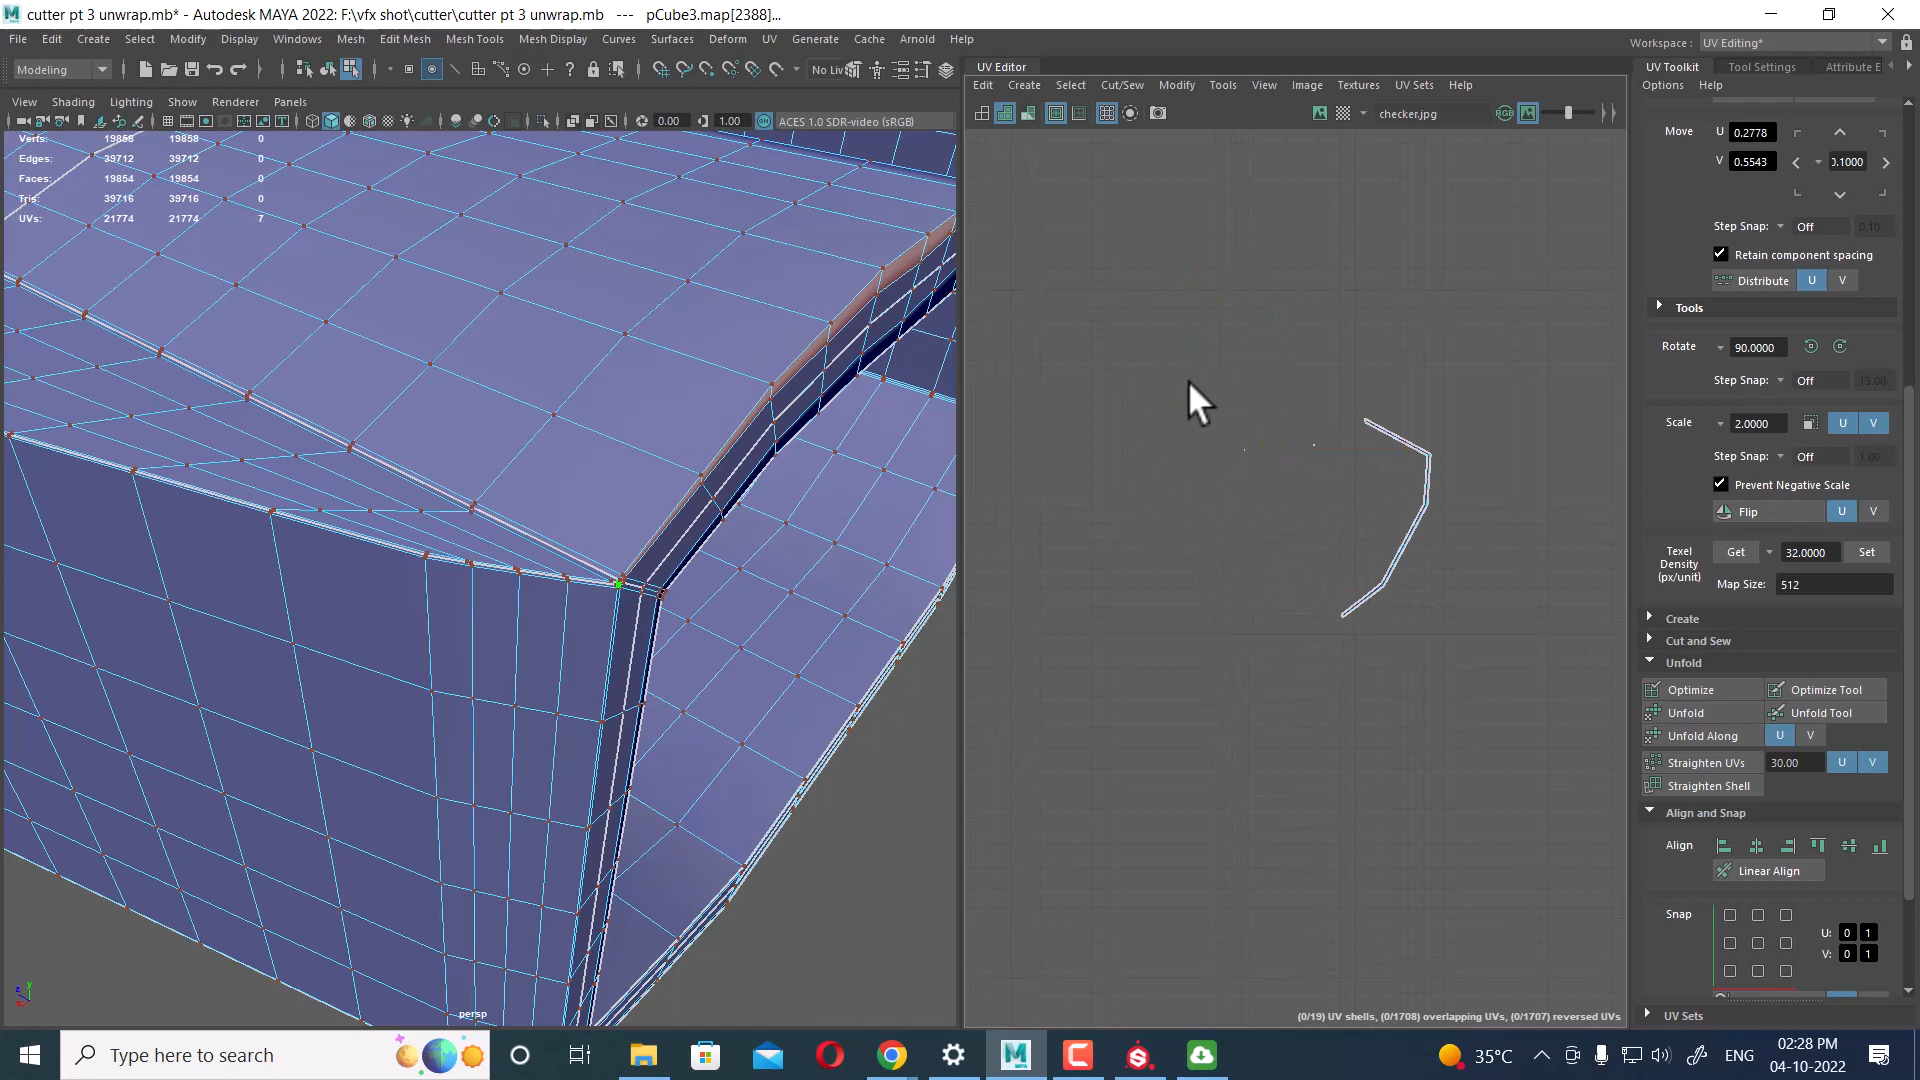 cutter pt 3 unwrap.mb* - Autodesk MAYA 2022: F:\vfx shot\cutter\cutter pt 3 unwrap.mb --- pCube3.map[2388]...
File Edit Create Select Modify Display Windows Mesh Edit Mesh Mesh Tools Mesh Display Curves Surfaces Deform UV Generate Cache Arnold Help
Workspace : UV Editing*
Modeling
No Liv
UV Editor
UV Toolkit Tool Settings Attribute E
View Shading Lighting Show Renderer Panels
Edit Create Select Cut/Sew Modify Tools View Image Textures UV Sets Help
Options Help
0.00 1.00 ACES 1.0 SDR-video (sRGB)
checker.jpg
RGB
Verts: 19858 19858 0
Edges: 39712 39712 0
Faces: 19854 19854 0
Tris: 39716 39716 0
UVs: 21774 21774 7
Move U 0.2778
V 0.5543
0.1000
Step Snap: Off 0.10
Retain component spacing
Distribute U V
Tools
Rotate 90.0000
Step Snap: Off 15.00
Scale 2.0000 U V
Step Snap: Off 1.00
Prevent Negative Scale
Flip U V
Texel Density (px/unit) Get 32.0000 Set
Map Size: 512
Create
Cut and Sew
Unfold
Optimize Optimize Tool
Unfold Unfold Tool
Unfold Along U V
Straighten UVs 30.00 U V
Straighten Shell
Align and Snap
Align
Linear Align
Snap
U: 0 1
V: 0 1
UV Sets
persp
(0/19) UV shells, (0/1708) overlapping UVs, (0/1707) reversed UVs
Type here to search
35°C
ENG
02:28 PM
04-10-2022